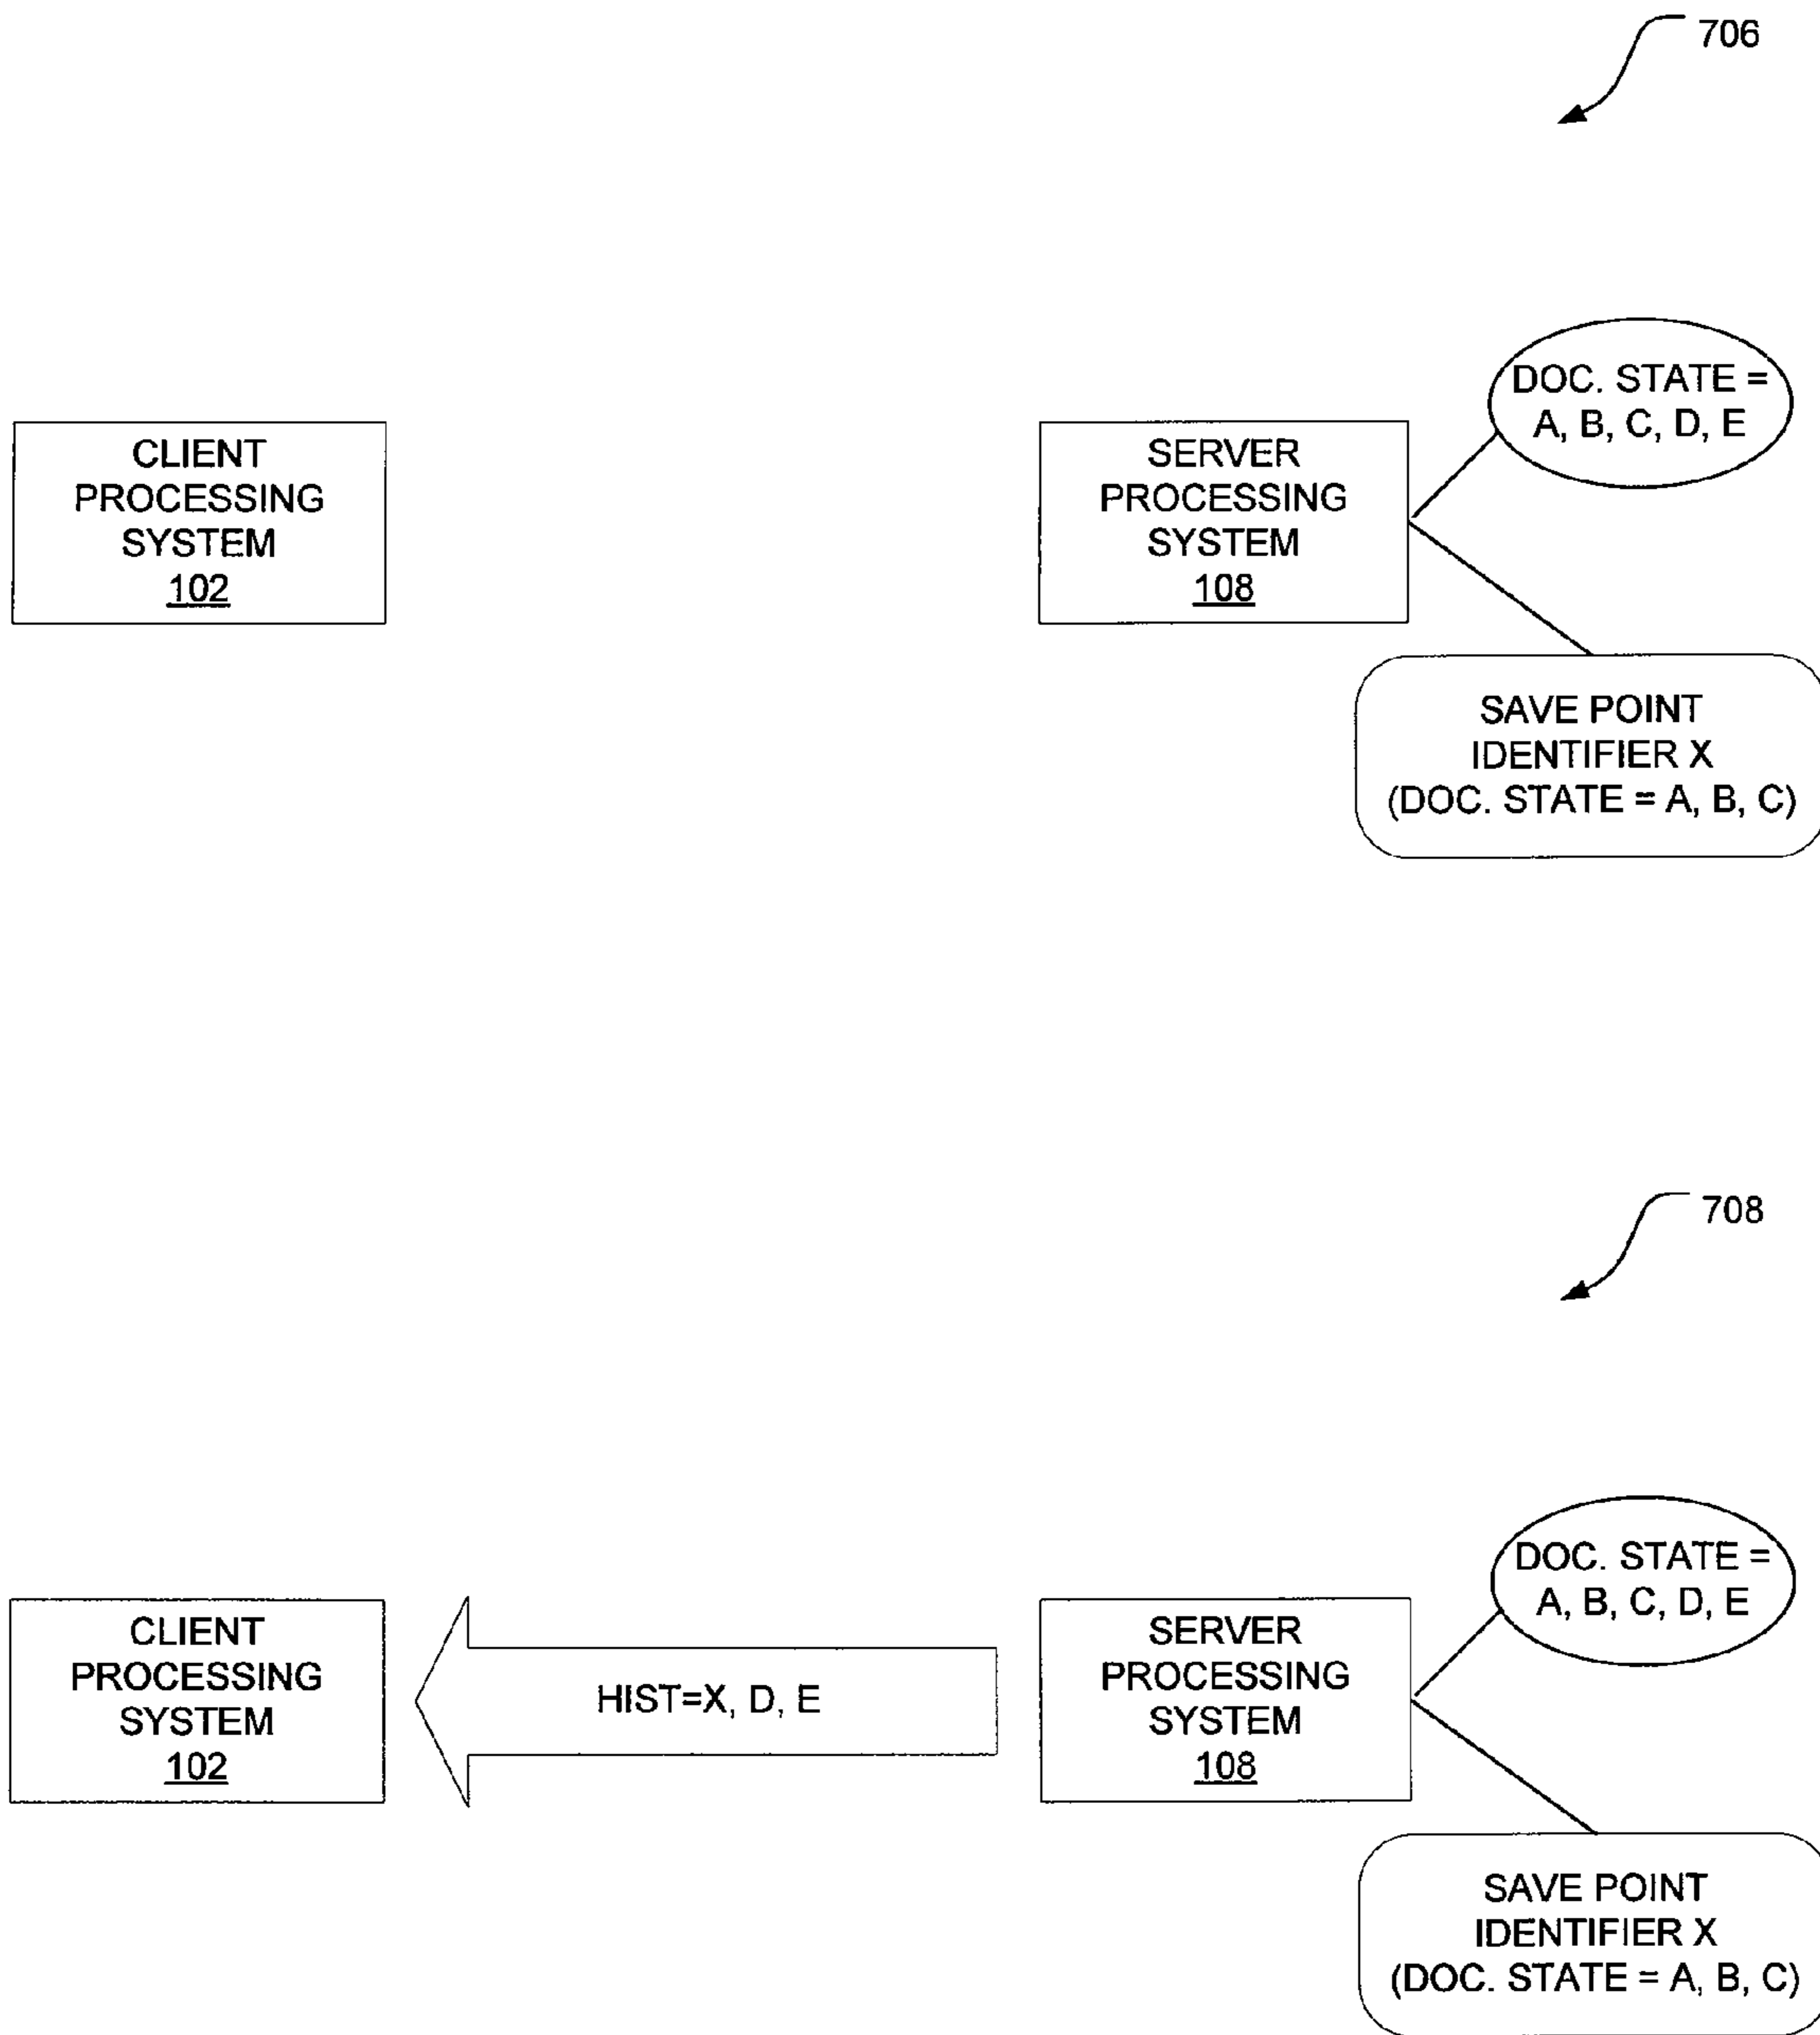 706
DOC. STATE =
A, B, C, D, E
CLIENT
PROCESSING
SYSTEM
102
SERVER
PROCESSING
SYSTEM
108
SAVE POINT
IDENTIFIER X
(DOC. STATE = A, B, C)
708
DOC. STATE =
A, B, C, D, E
CLIENT
PROCESSING
SYSTEM
102
HIST=X, D, E
SERVER
PROCESSING
SYSTEM
108
SAVE POINT
IDENTIFIER X
(DOC. STATE = A, B, C)